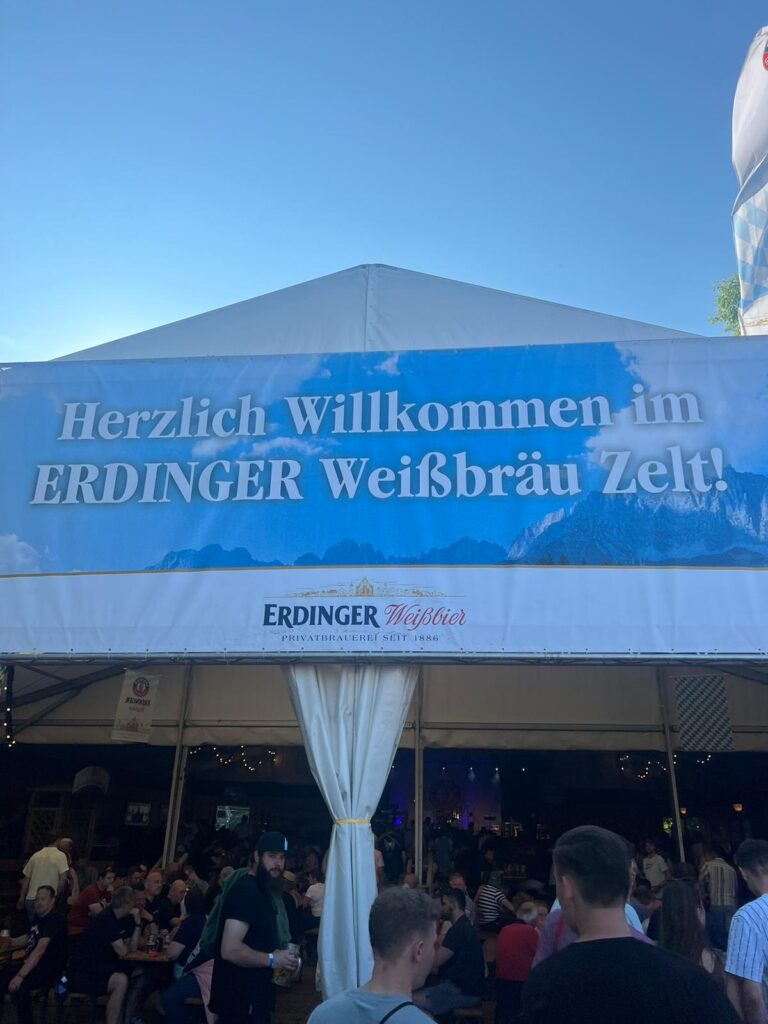 Herzlich Willkommen im
ERDINGER Weißbräu Zelt!
ERDINGER Weißbier
PRIVATBRAUEREI SEIT 1886